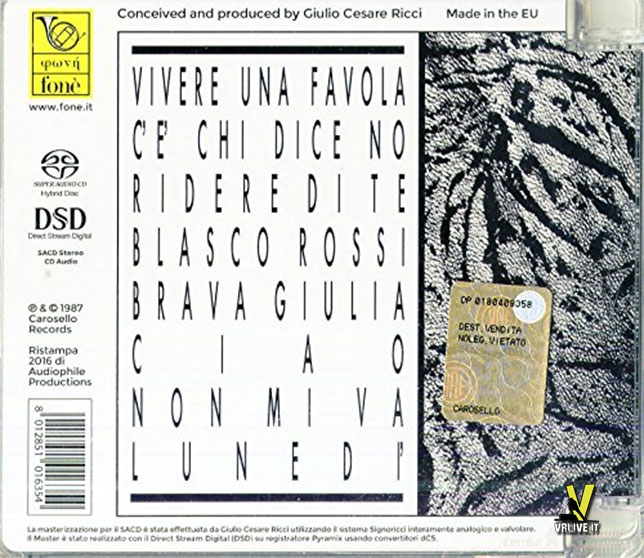 Conceived and produced by Giulio Cesare Ricci
Made in the EU
φωνή
fonè
www.fone.it
SUPER AUDIO CD
Hybrid Disc
DSD
Direct Stream Digital
SACD Stereo
CD Audio
℗ & © 1987
Carosello
Records
Ristampa
2016 di
Audiophile
Productions
8 012851 016354
VIVERE UNA FAVOLA
C'E' CHI DICE NO
RIDERE DI TE
BLASCO ROSSI
BRAVA GIULIA
CIAO
NON MI VA
LUNEDI'
DP 0180409358
DEST.VENDITA
NOLEG.VIETATO
CAROSELLO
La masterizzazione per il SACD è stata effettuata da Giulio Cesare Ricci utilizzando il sistema Signoricci interamente analogico e valvolare.
Il Master è stato realizzato con il Direct Stream Digital (DSD) su registratore Pyramix usando convertitori dCS.
VRLIVE.IT